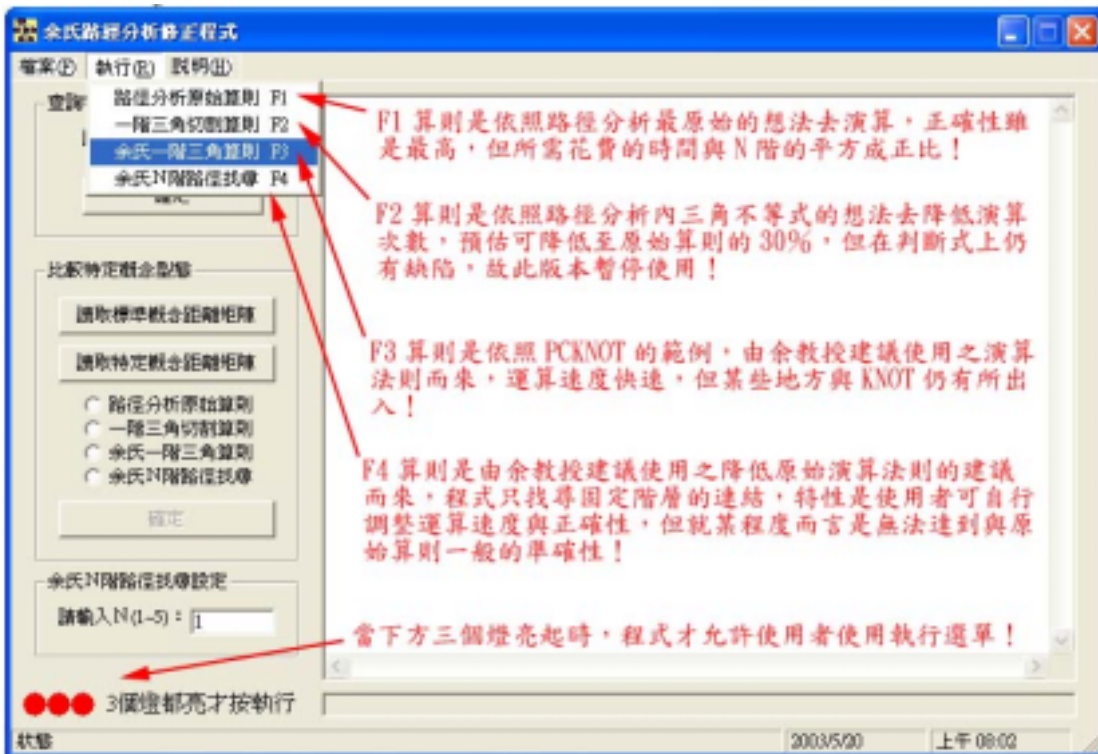 余氏路徑分析修正程式
檔案(F) 執行(R) 說明(H)
路徑分析原始算則 F1
一階三角切割算則 F2
余氏一階三角算則 F3
余氏N階路徑找尋 F4
查詢
確定
比較特定概念型態
讀取標準概念距離矩陣
讀取特定概念距離矩陣
路徑分析原始算則
一階三角切割算則
余氏一階三角算則
余氏N階路徑找尋
確定
余氏N階路徑找尋設定
請輸入N(1~5)：1
F1 算則是依照路徑分析最原始的想法去演算，正確性雖
是最高，但所需花費的時間與 N 階的平方成正比！
F2 算則是依照路徑分析內三角不等式的想法去降低演算
次數，預估可降低至原始算則的 30%，但在判斷式上仍
有缺陷，故此版本暫停使用！
F3 算則是依照 PCKNOT 的範例，由余教授建議使用之演算
法則而來，運算速度快速，但某些地方與 KNOT 仍有所出
入！
F4 算則是由余教授建議使用之降低原始演算法則的建議
而來，程式只找尋固定階層的連結，特性是使用者可自行
調整運算速度與正確性，但就某程度而言是無法達到與原
始算則一般的準確性！
當下方三個燈亮起時，程式才允許使用者使用執行選單！
3個燈都亮才按執行
狀態 2003/5/20 上午 08:02